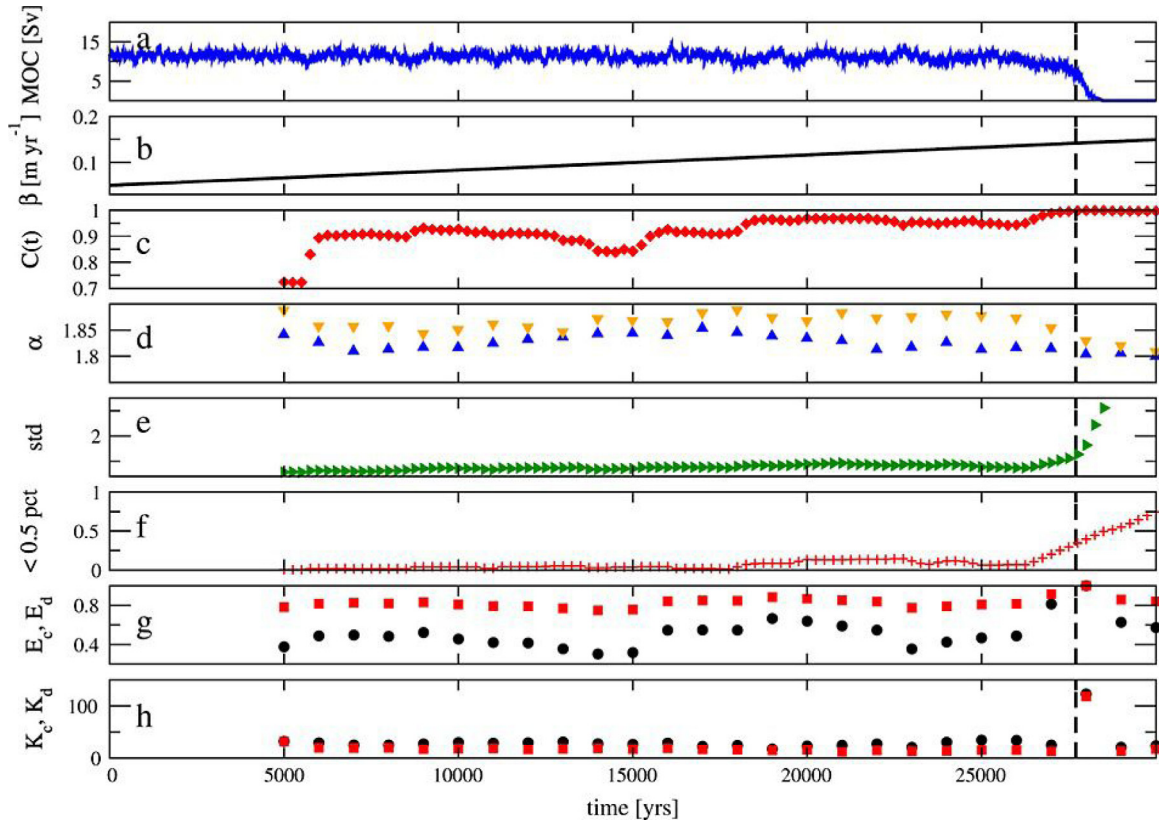 a
MOC [Sv]
15
10
5
b
β [m yr⁻¹]
0.2
0.1
c
C(t)
1
0.9
0.8
0.7
d
α
1.85
1.8
e
std
2
f
< 0.5 pct
1
0.5
0
g
E_c, E_d
0.8
0.4
h
K_c, K_d
100
0
0 5000 10000 15000 20000 25000
time [yrs]